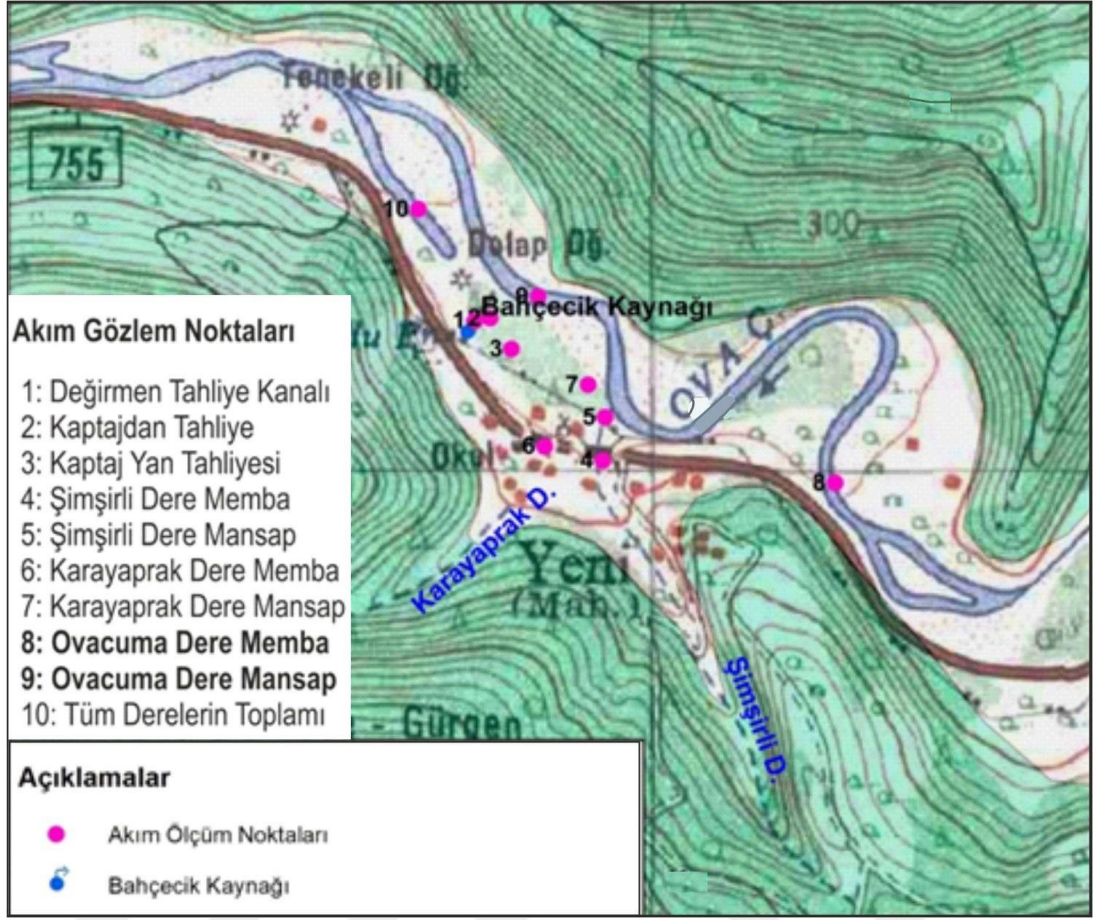 Tenekeli Dğ.
755
10
Dolap Dğ.
300
9
Bahçecik Kaynağı
1
2
3
OVA Ç.
7
5
Okul
6
4
8
Karayaprak D.
Yeni
(Mah.)
Şimşirli D.
Gürgen
Akım Gözlem Noktaları
1: Değirmen Tahliye Kanalı
2: Kaptajdan Tahliye
3: Kaptaj Yan Tahliyesi
4: Şimşirli Dere Memba
5: Şimşirli Dere Mansap
6: Karayaprak Dere Memba
7: Karayaprak Dere Mansap
8: Ovacuma Dere Memba
9: Ovacuma Dere Mansap
10: Tüm Derelerin Toplamı
Açıklamalar
Akım Ölçüm Noktaları
Bahçecik Kaynağı